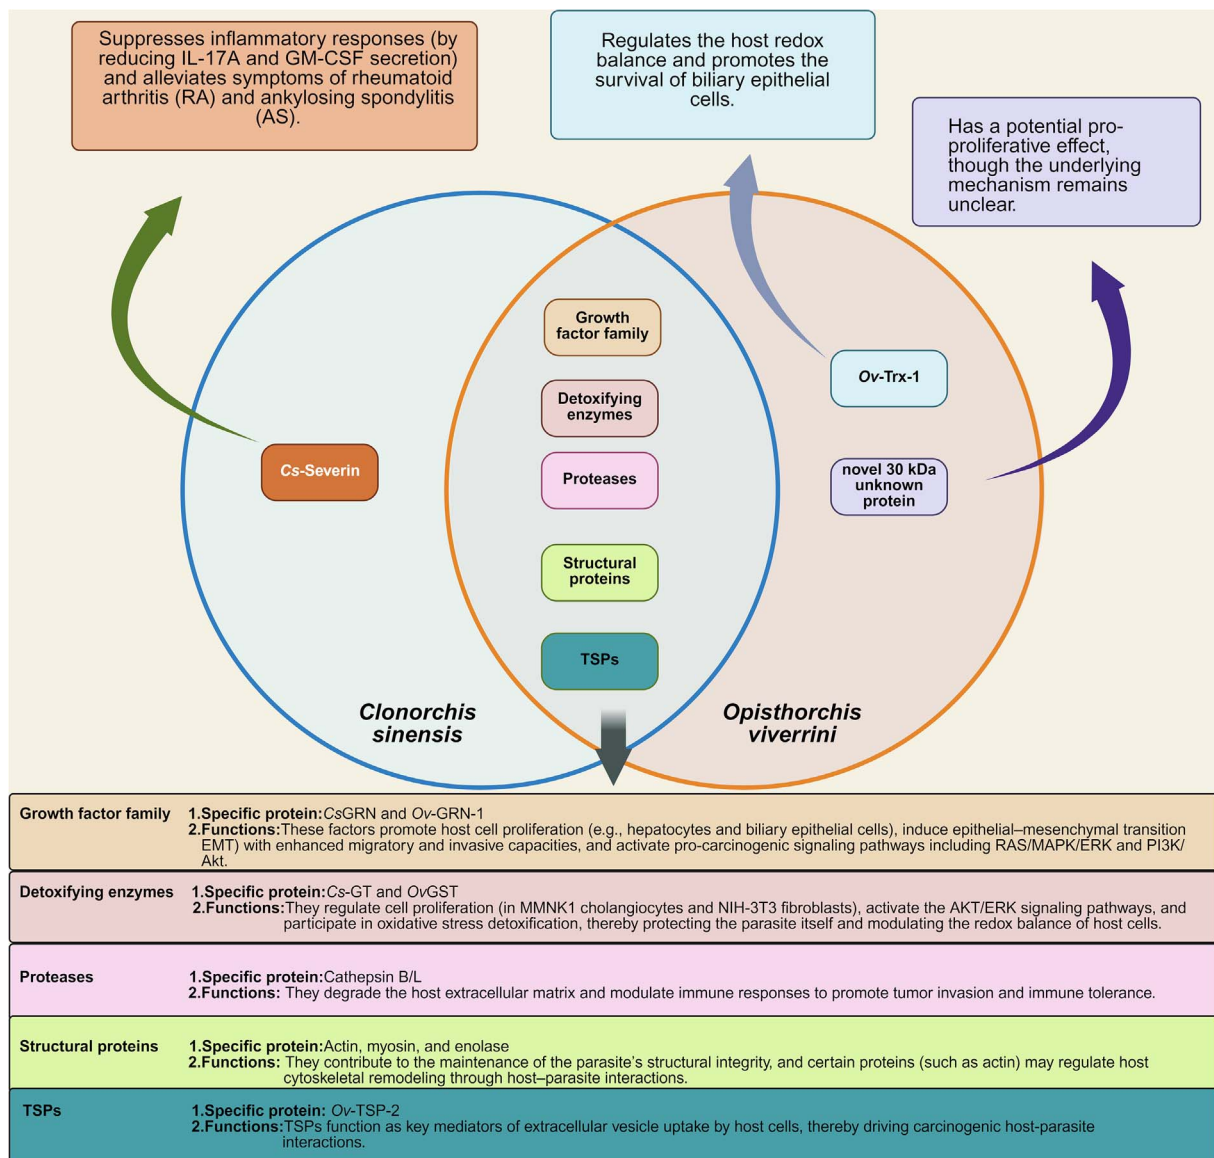 Suppresses inflammatory responses (by
reducing IL-17A and GM-CSF secretion)
and alleviates symptoms of rheumatoid
arthritis (RA) and ankylosing spondylitis
(AS).
Regulates the host redox
balance and promotes the
survival of biliary epithelial
cells.
Has a potential pro-
proliferative effect,
though the underlying
mechanism remains
unclear.
Growth
factor family
Detoxifying
enzymes
Proteases
Structural
proteins
TSPs
Cs-Severin
Ov-Trx-1
novel 30 kDa
unknown
protein
Clonorchis
sinensis
Opisthorchis
viverrini
Growth factor family
1.Specific protein:CsGRN and Ov-GRN-1
2.Functions:These factors promote host cell proliferation (e.g., hepatocytes and biliary epithelial cells), induce epithelial–mesenchymal transition
EMT) with enhanced migratory and invasive capacities, and activate pro-carcinogenic signaling pathways including RAS/MAPK/ERK and PI3K/
Akt.
Detoxifying enzymes
1.Specific protein:Cs-GT and OvGST
2.Functions:They regulate cell proliferation (in MMNK1 cholangiocytes and NIH-3T3 fibroblasts), activate the AKT/ERK signaling pathways, and
participate in oxidative stress detoxification, thereby protecting the parasite itself and modulating the redox balance of host cells.
Proteases
1.Specific protein:Cathepsin B/L
2.Functions: They degrade the host extracellular matrix and modulate immune responses to promote tumor invasion and immune tolerance.
Structural proteins
1.Specific protein:Actin, myosin, and enolase
2.Functions: They contribute to the maintenance of the parasite's structural integrity, and certain proteins (such as actin) may regulate host
cytoskeletal remodeling through host–parasite interactions.
TSPs
1.Specific protein: Ov-TSP-2
2.Functions:TSPs function as key mediators of extracellular vesicle uptake by host cells, thereby driving carcinogenic host-parasite
interactions.